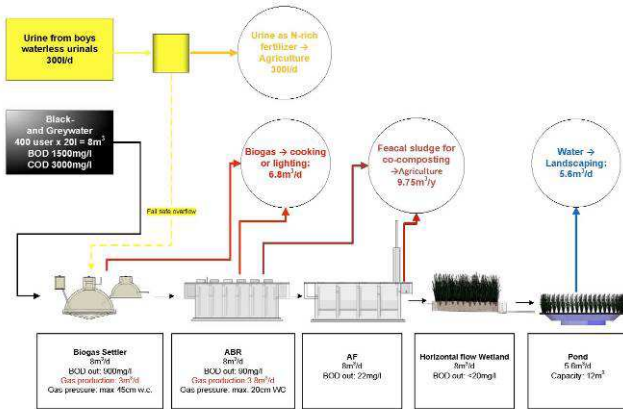 Urine from boys
waterless urinals
300l/d
Urine as N-rich
fertilizer →
Agriculture
300l/d
Black-
and Greywater
400 user x 20l = 8m³
BOD 1500mg/l
COD 3000mg/l
Biogas → cooking
or lighting:
6.8m³/d
Feacal sludge for
co-composting
→Agriculture
9.75m³/y
Water →
Landscaping:
5.6m³/d
Fail safe overflow
Biogas Settler
8m³/d
BOD out: 900mg/l
Gas production: 3m³/d
Gas pressure: max 45cm w.c.
ABR
8m³/d
BOD out: 90mg/l
Gas production 3.8m³/d
Gas pressure: max. 20cm WC
AF
8m³/d
BOD out: 22mg/l
Horizontal flow Wetland
8m³/d
BOD out: <20mg/l
Pond
5.6m³/d
Capacity: 12m³